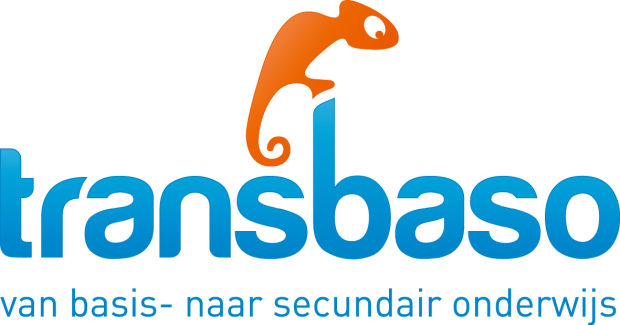 transbaso
van basis- naar secundair onderwijs